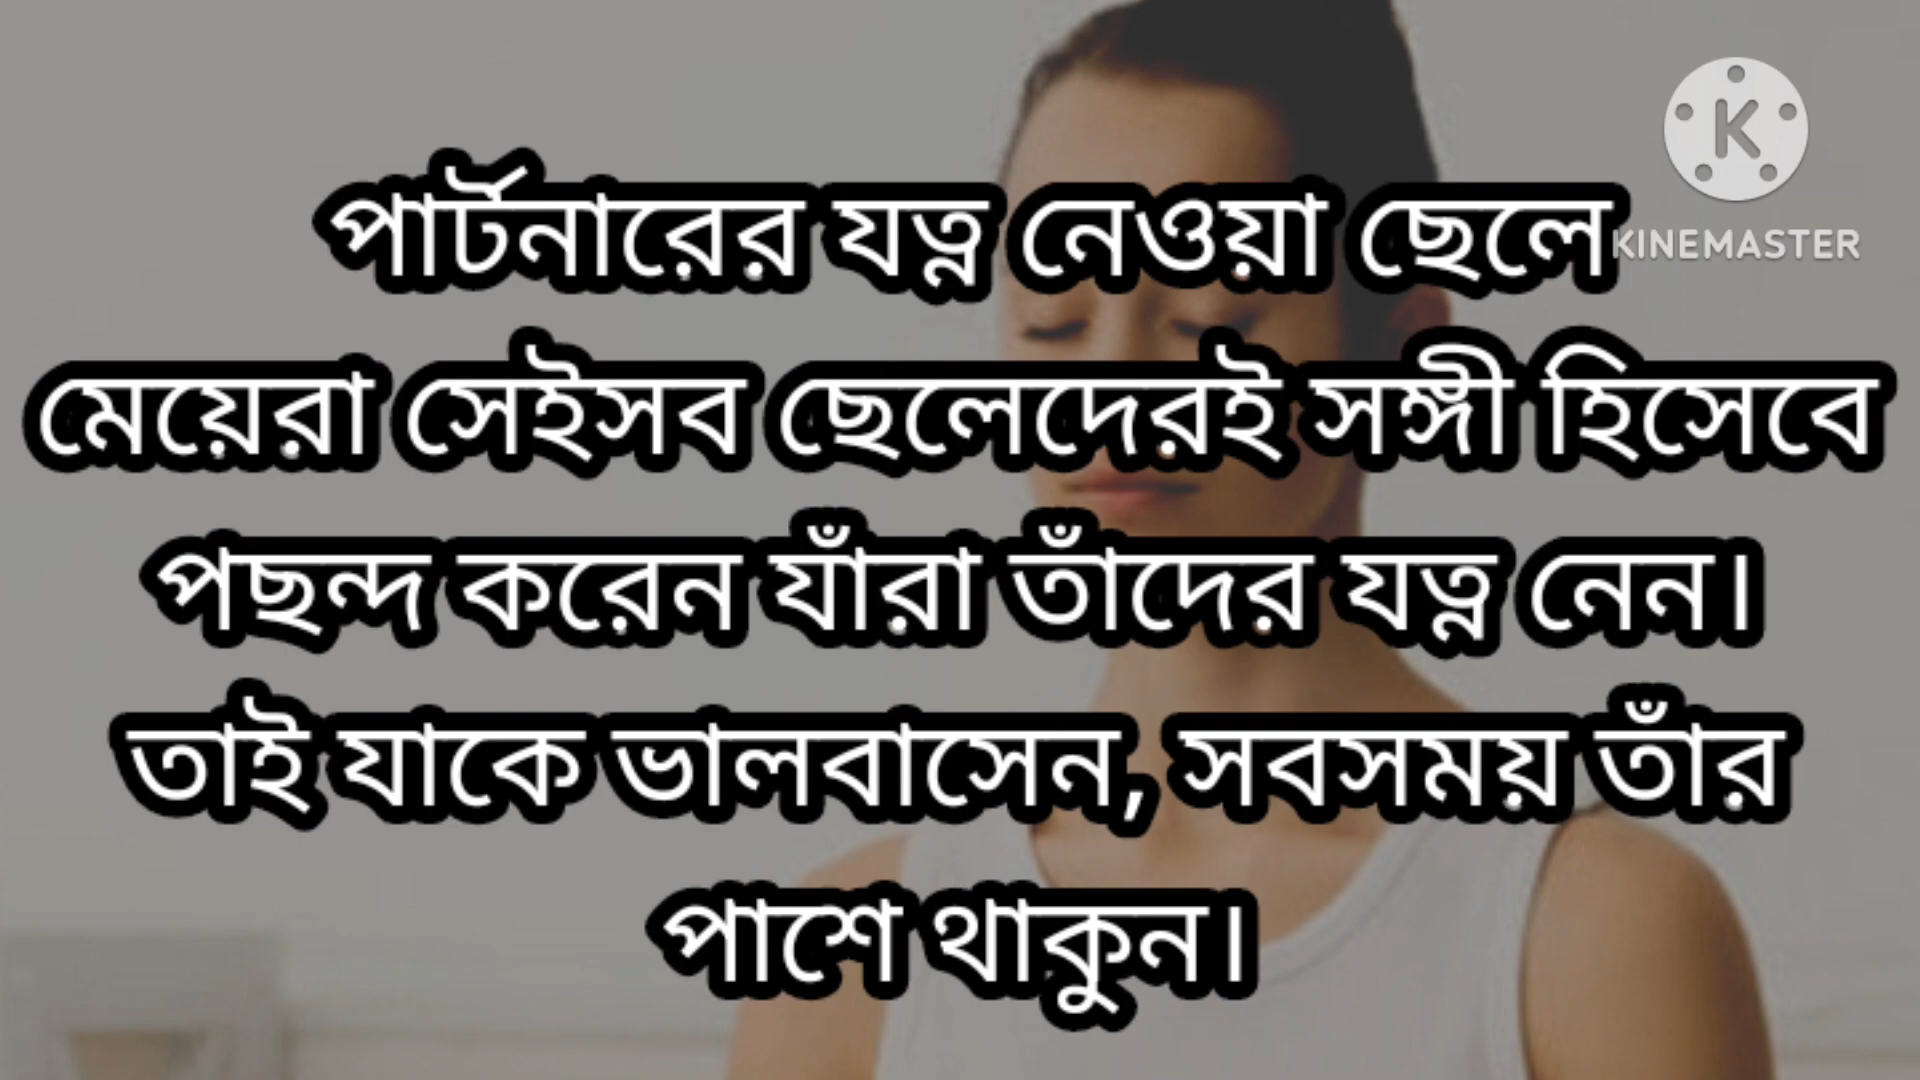 পার্টনারের যত্ন নেওয়া ছেলে
KINEMASTER
মেয়েরা সেইসব ছেলেদেরই সঙ্গী হিসেবে
পছন্দ করেন যাঁরা তাঁদের যত্ন নেন।
তাই যাকে ভালবাসেন, সবসময় তাঁর
পাশে থাকুন।